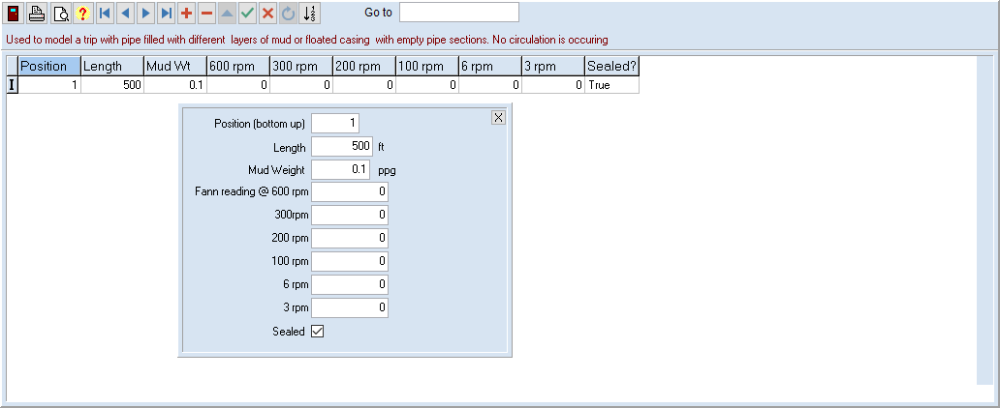 Go to
Used to model a trip with pipe filled with different layers of mud or floated casing with empty pipe sections. No circulation is occuring
Position Length Mud Wt 600 rpm 300 rpm 200 rpm 100 rpm 6 rpm 3 rpm Sealed?
1 500 0.1 0 0 0 0 0 0 True
Position (bottom up) 1
Length 500 ft
Mud Weight 0.1 ppg
Fann reading @ 600 rpm 0
300rpm 0
200 rpm 0
100 rpm 0
6 rpm 0
3 rpm 0
Sealed